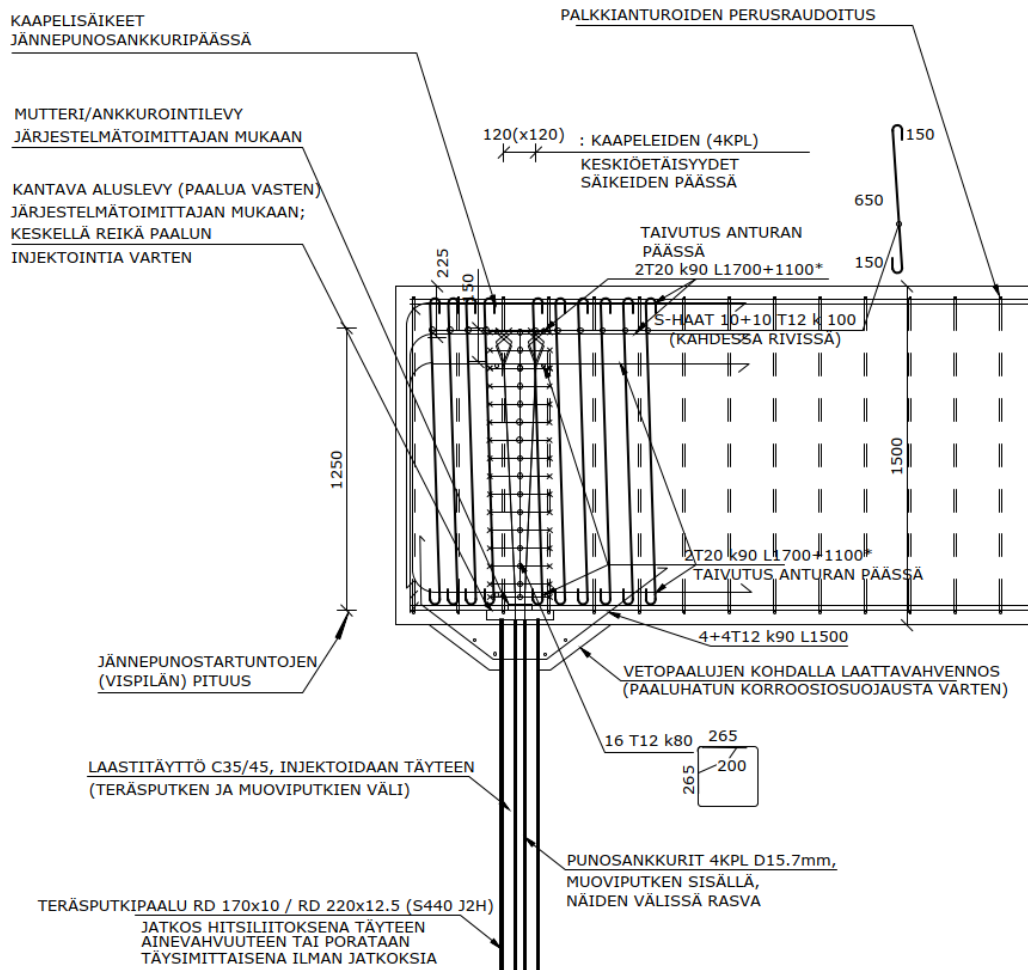 KAAPELISÄIKEET
JÄNNEPUNOSANKKURIPÄÄSSÄ
PALKKIANTUROIDEN PERUSRAUDOITUS
MUTTERI/ANKKUROINTILEVY
JÄRJESTELMÄTOIMITTAJAN MUKAAN
120(x120) : KAAPELEIDEN (4KPL)
KESKIÖETÄISYYDET
SÄIKEIDEN PÄÄSSÄ
150
650
150
KANTAVA ALUSLEVY (PAALUA VASTEN)
JÄRJESTELMÄTOIMITTAJAN MUKAAN;
KESKELLÄ REIKÄ PAALUN
INJEKTOINTIA VARTEN
225
150
TAIVUTUS ANTURAN
PÄÄSSÄ
2T20 k90 L1700+1100*
S-HAAT 10+10 T12 k 100
(KAHDESSA RIVISSÄ)
1250
1500
2T20 k90 L1700+1100*
TAIVUTUS ANTURAN PÄÄSSÄ
4+4T12 k90 L1500
JÄNNEPUNOSTARTUNTOJEN
(VISPILÄN) PITUUS
VETOPAALUJEN KOHDALLA LAATTAVAHVENNOS
(PAALUHATUN KORROOSIOSUOJAUSTA VARTEN)
16 T12 k80
265
265
200
LAASTITÄYTTÖ C35/45, INJEKTOIDAAN TÄYTEEN
(TERÄSPUTKEN JA MUOVIPUTKIEN VÄLI)
PUNOSANKKURIT 4KPL D15.7mm,
MUOVIPUTKEN SISÄLLÄ,
NÄIDEN VÄLISSÄ RASVA
TERÄSPUTKIPAALU RD 170x10 / RD 220x12.5 (S440 J2H)
JATKOS HITSILIITOKSENA TÄYTEEN
AINEVAHVUUTEEN TAI PORATAAN
TÄYSIMITTAISENA ILMAN JATKOKSIA